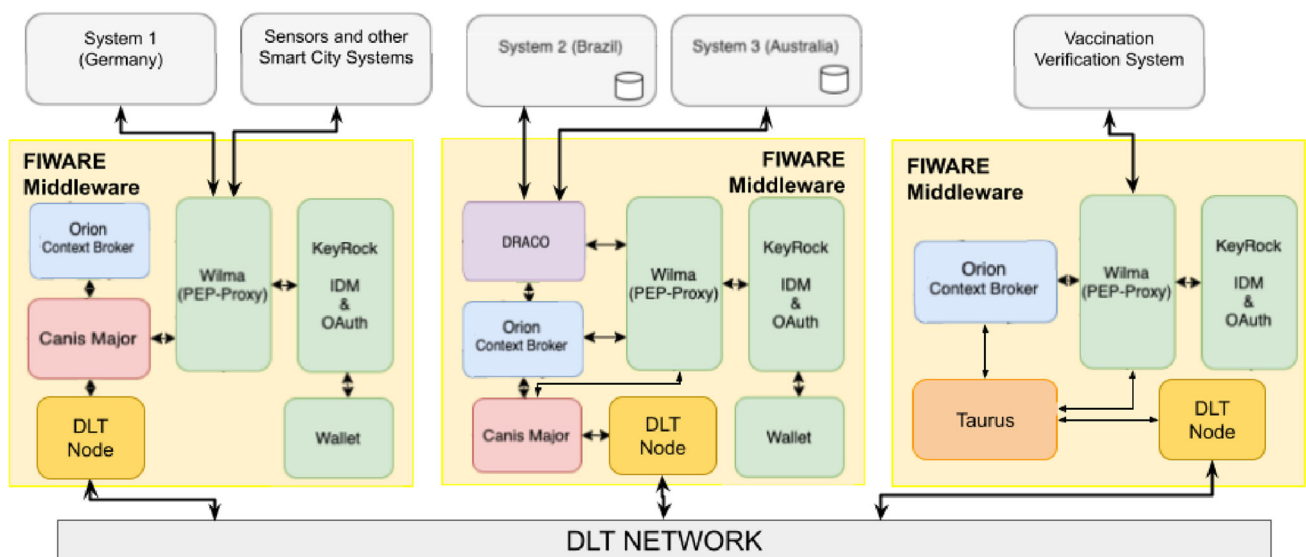 System 1
(Germany)
Sensors and other
Smart City Systems
System 2 (Brazil)
System 3 (Australia)
Vaccination
Verification System
FIWARE
Middleware
Orion
Context Broker
Canis Major
DLT
Node
Wilma
(PEP-Proxy)
KeyRock
IDM
&
OAuth
Wallet
FIWARE
Middleware
DRACO
Orion
Context Broker
Canis Major
DLT
Node
Wilma
(PEP-Proxy)
KeyRock
IDM
&
OAuth
Wallet
FIWARE
Middleware
Orion
Context Broker
Taurus
Wilma
(PEP-Proxy)
KeyRock
IDM
&
OAuth
DLT
Node
DLT NETWORK